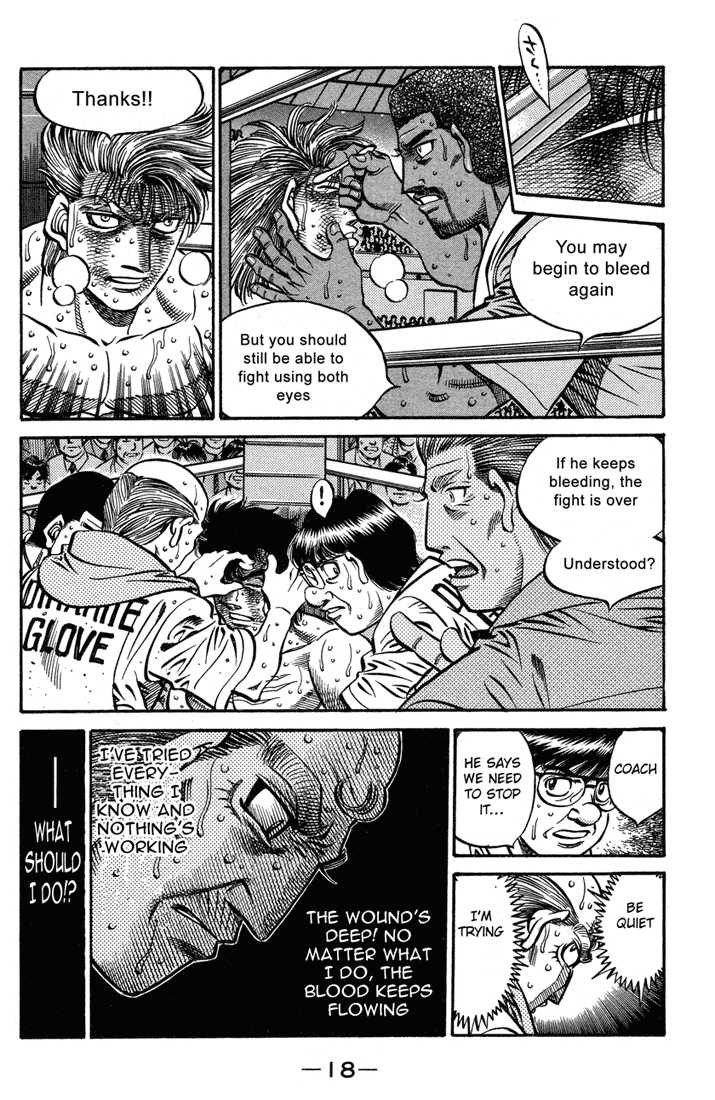 You may
begin to bleed
again
But you should
still be able to
fight using both
eyes
Thanks!!
If he keeps
bleeding, the
fight is over
Understood?
!
GLOVE
COACH
HE SAYS
WE NEED
TO STOP
IT...
BE
QUIET
I'M
TRYING
I'VE TRIED
EVERY-
THING I
KNOW AND
NOTHING'S
WORKING
THE WOUND'S
DEEP! NO
MATTER WHAT
I DO, THE
BLOOD KEEPS
FLOWING
—
WHAT
SHOULD
I DO!?
—18—